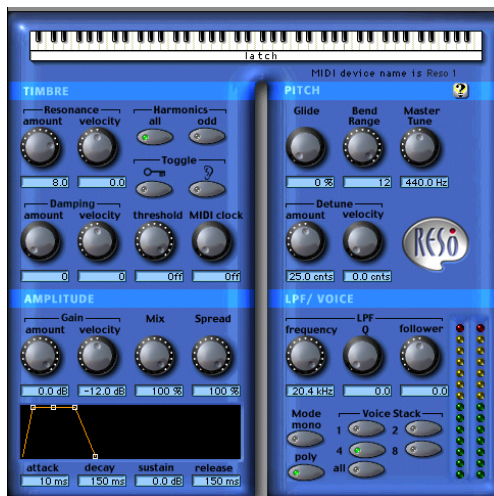 latch
MIDI device name is Reso 1
TIMBRE
Resonance
amount velocity
8.0 0.0
Harmonics
all odd
Toggle
Damping
amount velocity threshold MIDI clock
0 0 Off Off
PITCH
?
Glide Bend Range Master Tune
0 % 12 440.0 Hz
Detune
amount velocity
25.0 cnts 0.0 cnts
RESO
AMPLITUDE
Gain
amount velocity Mix Spread
0.0 dB -12.0 dB 100 % 100 %
attack decay sustain release
10 ms 150 ms 0.0 dB 150 ms
LPF/ VOICE
LPF
frequency Q follower
20.4 kHz 0.0 0.0
Mode
mono
poly
Voice Stack
1 2
4 8
all